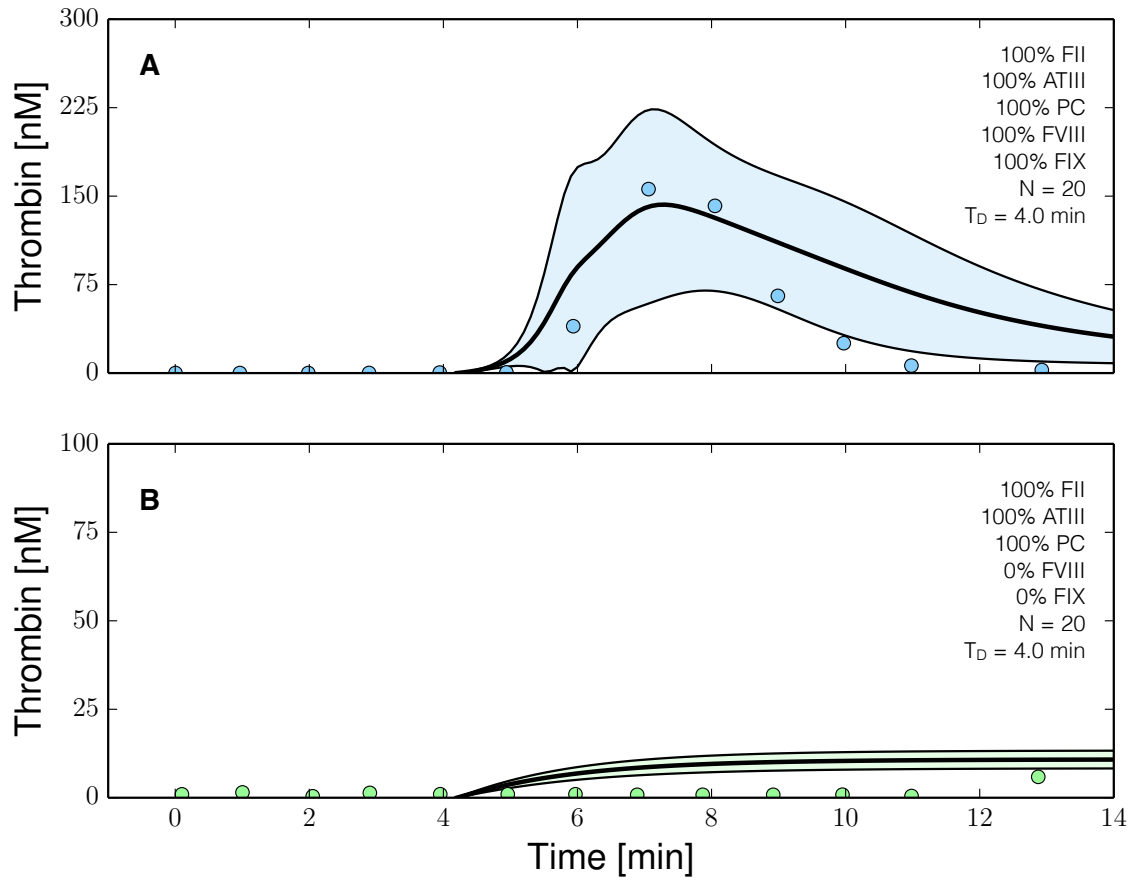 300
225
150
75
0
Thrombin [nM]
A
100% FII
100% ATIII
100% PC
100% FVIII
100% FIX
N = 20
T_D = 4.0 min
100
75
50
25
0
Thrombin [nM]
B
100% FII
100% ATIII
100% PC
0% FVIII
0% FIX
N = 20
T_D = 4.0 min
0 2 4 6 8 10 12 14
Time [min]